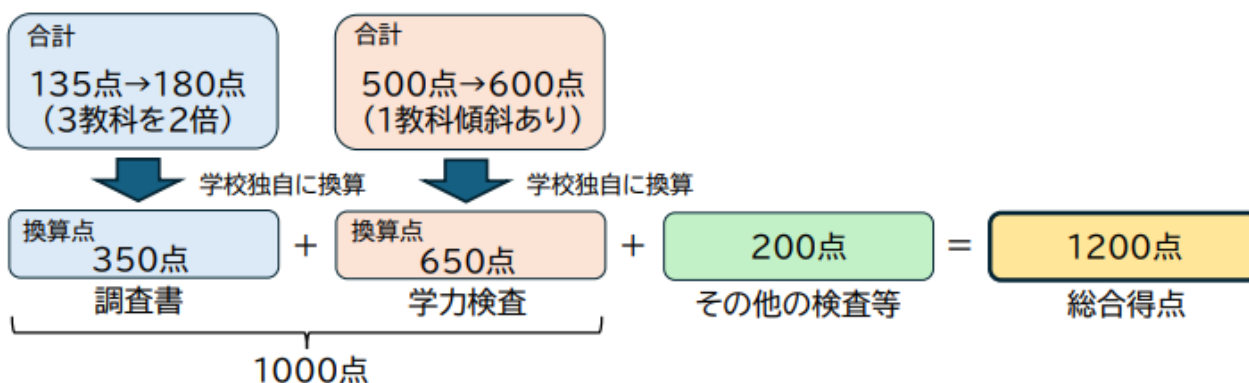 合計
135点→180点
(3教科を2倍)
合計
500点→600点
(1教科傾斜あり)
学校独自に換算
学校独自に換算
換算点
350点
+
換算点
650点
+
200点
=
1200点
調査書
学力検査
その他の検査等
総合得点
1000点